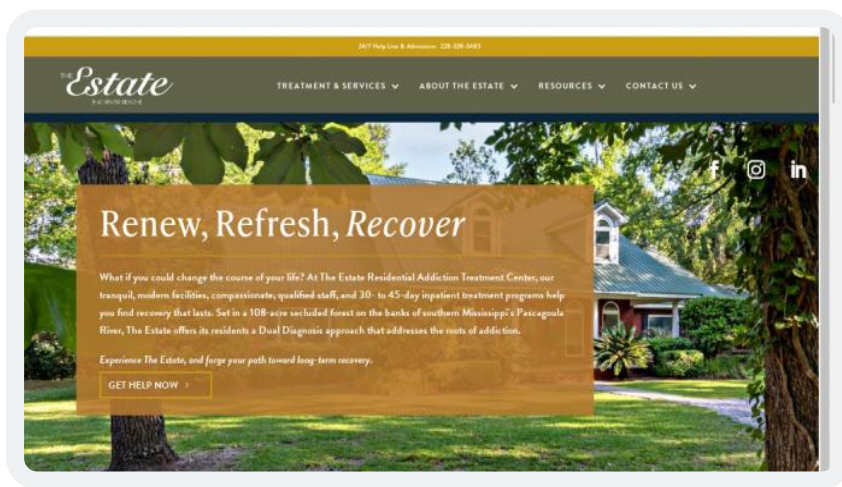 24/7 Help Line & Admissions:
THE
Estate
TREATMENT & SERVICES
ABOUT THE ESTATE
RESOURCES
CONTACT US
f
in
Renew, Refresh, Recover
What if you could change the course of your life? At The Estate Residential Addiction Treatment Center, our
tranquil, modern facilities, compassionate, qualified staff, and 30- to 45-day inpatient treatment programs help
you find recovery that lasts. Set in a 108-acre secluded forest on the banks of southern Mississippi's Pascagoula
River, The Estate offers its residents a Dual Diagnosis approach that addresses the roots of addiction.
Experience The Estate, and forge your path toward long-term recovery.
GET HELP NOW >